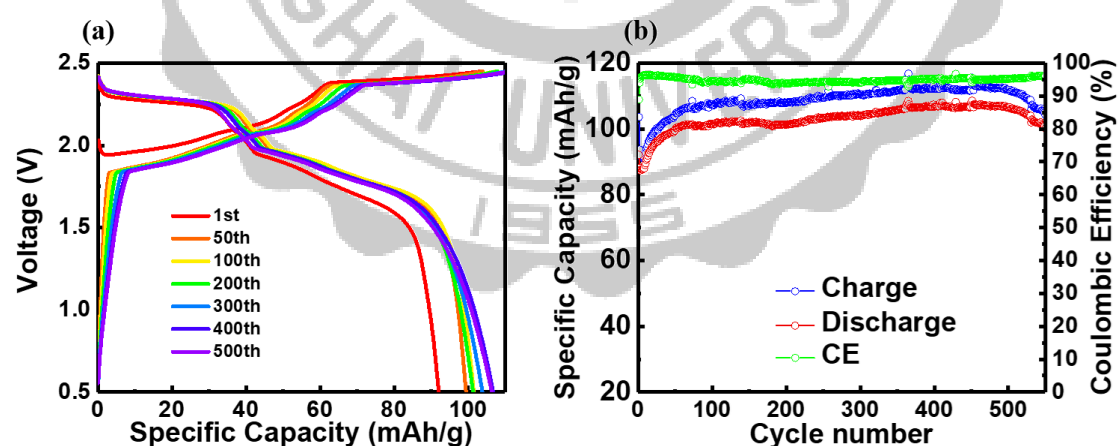 (a)
2.5
2.0
1.5
1.0
0.5
Voltage (V)
1st
50th
100th
200th
300th
400th
500th
0 20 40 60 80 100
Specific Capacity (mAh/g)
(b)
120
100
80
60
40
20
Specific Capacity (mAh/g)
Charge
Discharge
CE
100
90
80
70
60
50
40
30
20
10
0
Coulombic Efficiency (%)
0 100 200 300 400 500
Cycle number
GHAI UNIVERS
1955